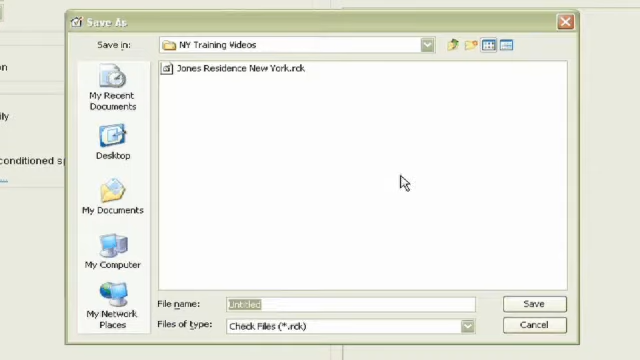 Save As
Save in:
NY Training Videos
Jones Residence New York.rck
on
My Recent
Documents
ily
Desktop
conditioned sp
...
My Documents
My Computer
My Network
Places
File name:
Untitled
Save
Files of type:
Check Files (*.rck)
Cancel